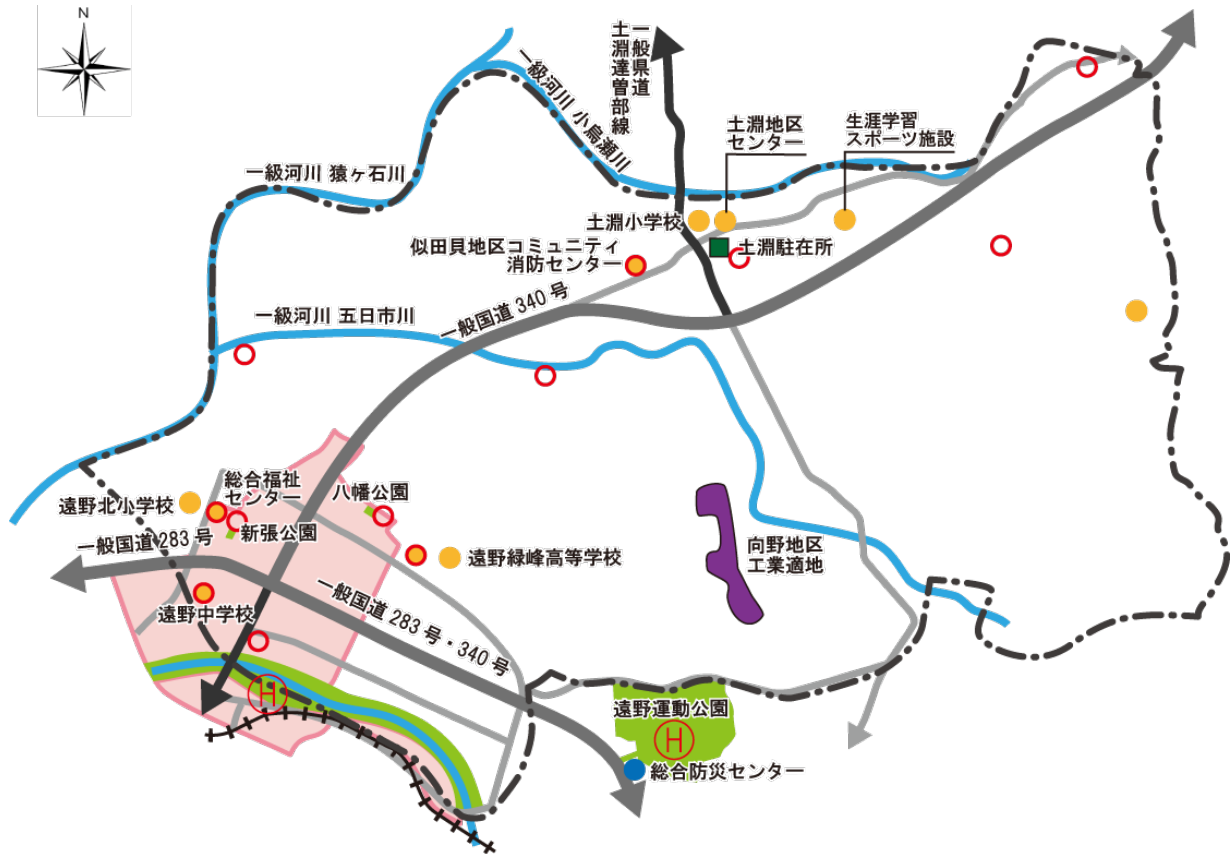 N
一般県道
土淵達曽部線
一級河川 小烏瀬川
土淵地区
センター
生涯学習
スポーツ施設
一級河川 猿ヶ石川
土淵小学校
似田貝地区コミュニティ
消防センター
土淵駐在所
一般国道 340 号
一級河川 五日市川
総合福祉
センター
八幡公園
遠野北小学校
新張公園
一般国道 283 号
遠野緑峰高等学校
向野地区
工業適地
遠野中学校
一般国道 283 号・340 号
H
遠野運動公園
H
総合防災センター